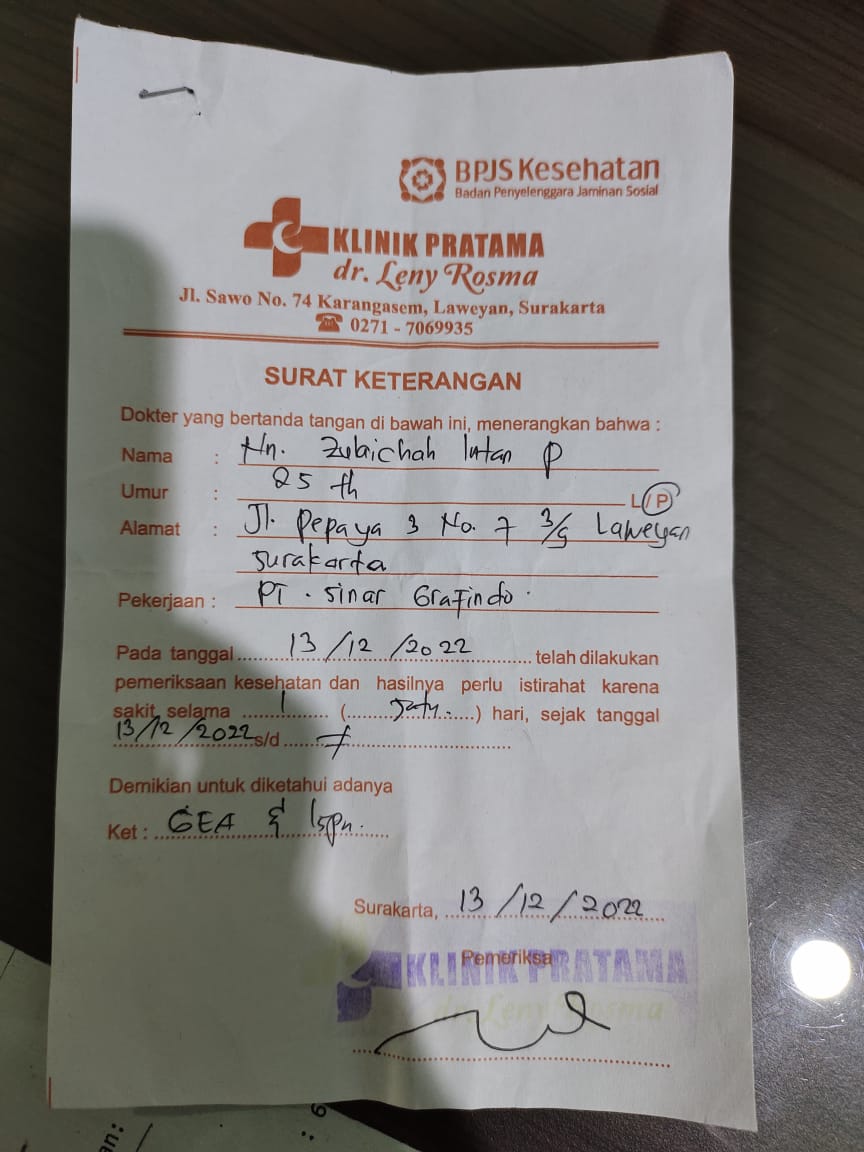 BPJS Kesehatan
Badan Penyelenggara Jaminan Sosial
KLINIK PRATAMA
dr. Leny Rosma
Jl. Sawo No. 74 Karangasem, Laweyan, Surakarta
☎ 0271 - 7069935
SURAT KETERANGAN
Dokter yang bertanda tangan di bawah ini, menerangkan bahwa :
Nama : Nn. Zubaichah Intan P
Umur : 25 th L/P
Alamat : Jl. Pepaya 3 No. 7 3/5 Laweyan
Surakarta
Pekerjaan : PT. Sinar Grafindo.
Pada tanggal 13/12/2022 telah dilakukan
pemeriksaan kesehatan dan hasilnya perlu istirahat karena
sakit selama 1 (satu.) hari, sejak tanggal
13/12/2022 s/d
Demikian untuk diketahui adanya
Ket : GEA & Ispa.
Surakarta, 13/12/2022
Pemeriksa
KLINIK PRATAMA
dr. Leny Rosma